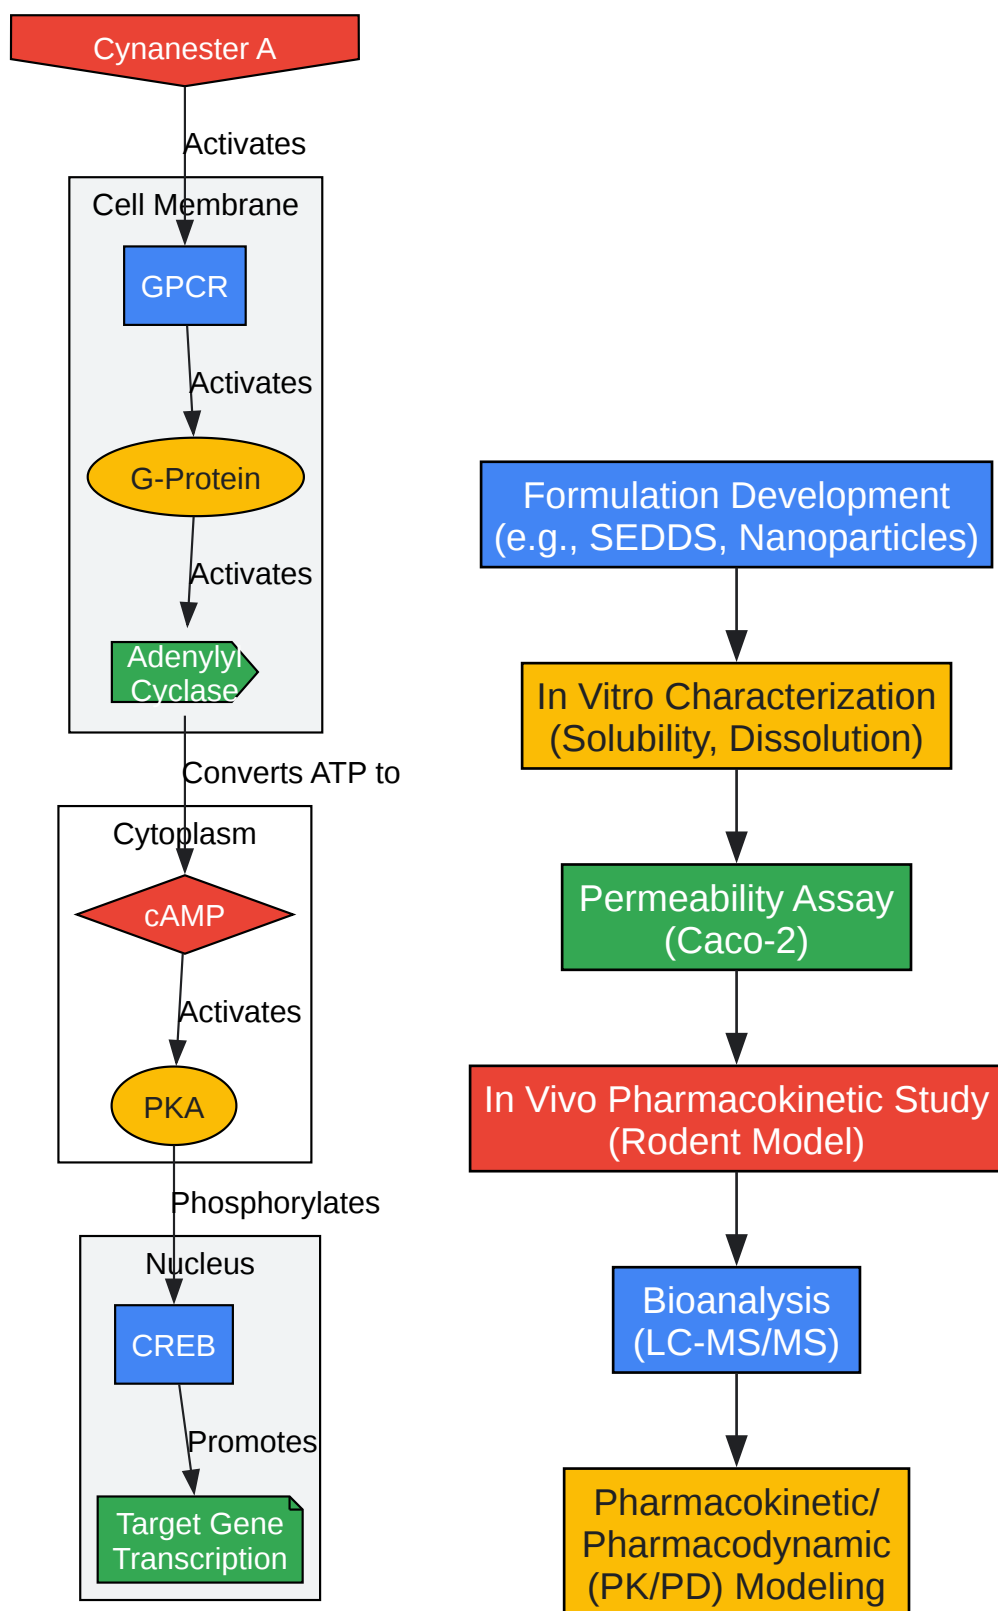 Cynanester A
Activates
Cell Membrane
GPCR
Activates
G-Protein
Activates
Adenylyl
Cyclase
Converts ATP to
Cytoplasm
cAMP
Activates
PKA
Phosphorylates
Nucleus
CREB
Promotes
Target Gene
Transcription
Formulation Development
(e.g., SEDDS, Nanoparticles)
In Vitro Characterization
(Solubility, Dissolution)
Permeability Assay
(Caco-2)
In Vivo Pharmacokinetic Study
(Rodent Model)
Bioanalysis
(LC-MS/MS)
Pharmacokinetic/
Pharmacodynamic
(PK/PD) Modeling